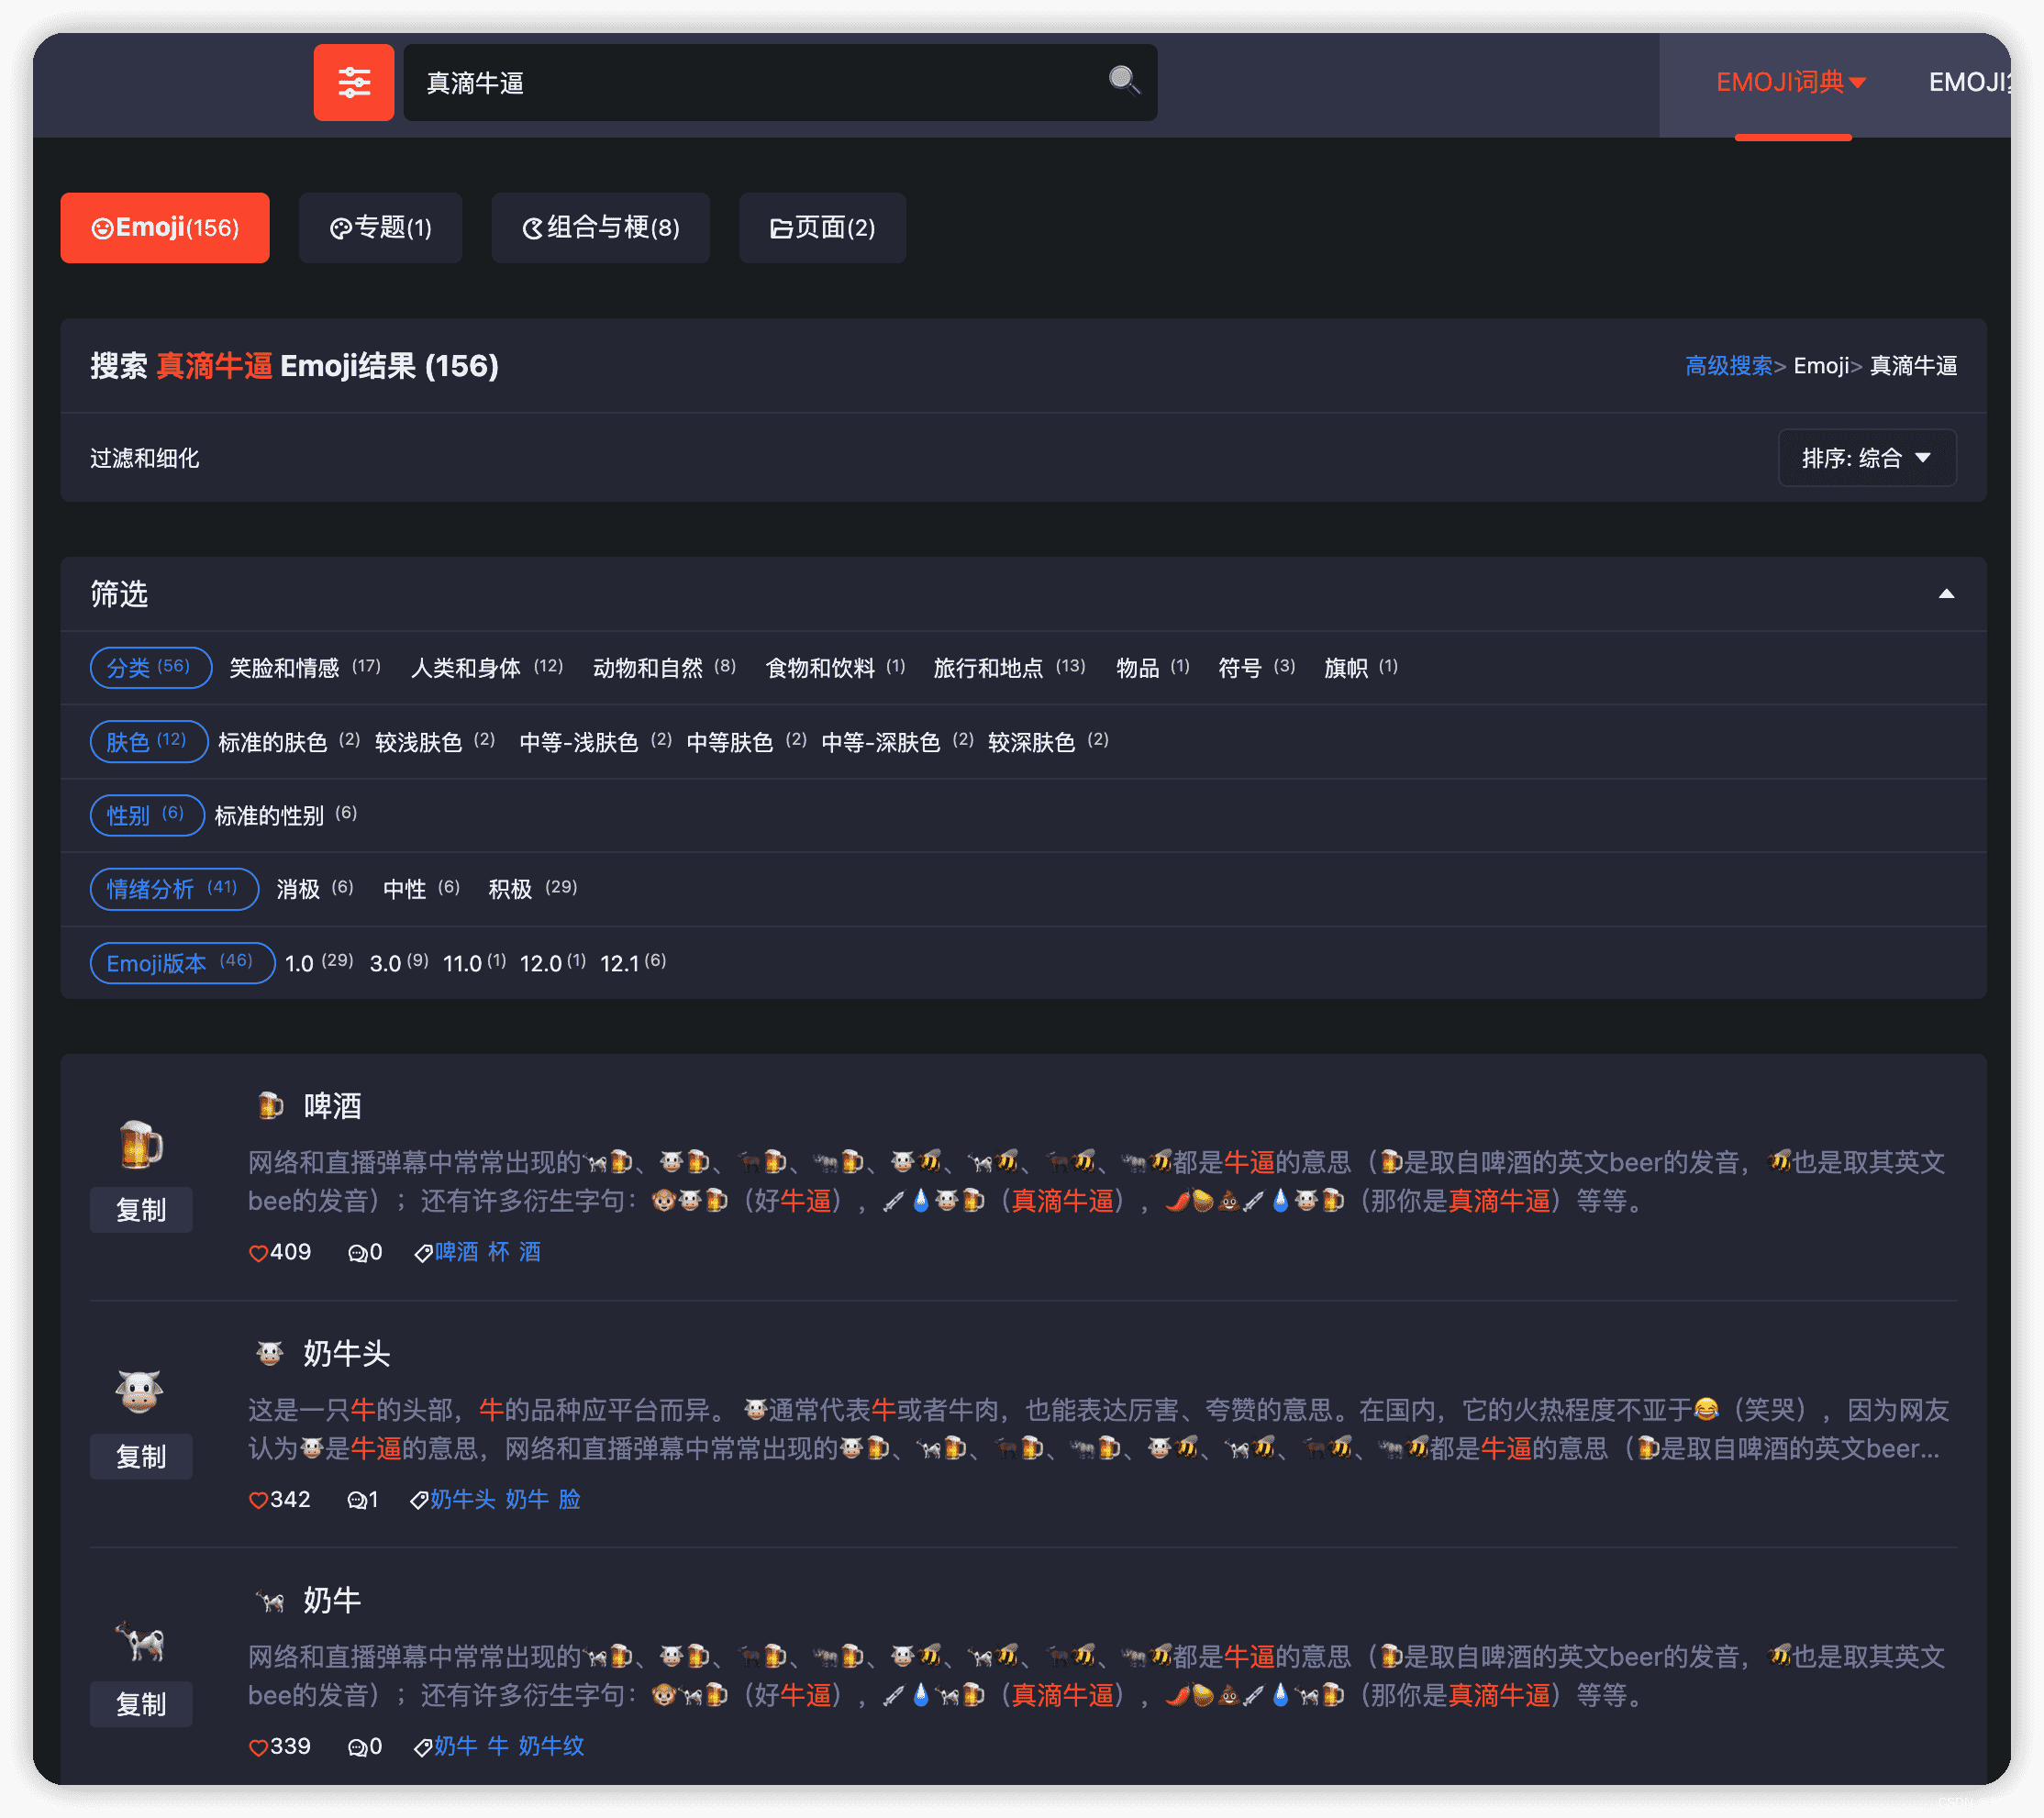 真滴牛逼
EMOJI词典 EMOJI
Emoji(156) 专题(1) 组合与梗(8) 页面(2)
搜索 真滴牛逼 Emoji结果 (156) 高级搜索> Emoji> 真滴牛逼
过滤和细化 排序: 综合
筛选
分类 (56) 笑脸和情感 (17) 人类和身体 (12) 动物和自然 (8) 食物和饮料 (1) 旅行和地点 (13) 物品 (1) 符号 (3) 旗帜 (1)
肤色 (12) 标准的肤色 (2) 较浅肤色 (2) 中等-浅肤色 (2) 中等肤色 (2) 中等-深肤色 (2) 较深肤色 (2)
性别 (6) 标准的性别 (6)
情绪分析 (41) 消极 (6) 中性 (6) 积极 (29)
Emoji版本 (46) 1.0 (29) 3.0 (9) 11.0 (1) 12.0 (1) 12.1 (6)
🍺 啤酒
网络和直播弹幕中常常出现的🐄🍺、🐮🍺、🐂🍺、🐃🍺、🐮🐝、🐄🐝、🐂🐝、🐃🐝都是牛逼的意思（🍺是取自啤酒的英文beer的发音，🐝也是取其英文
bee的发音）；还有许多衍生字句：🐵🐮🍺（好牛逼），🗡💧🐮🍺（真滴牛逼），🌶🥭💩🗡💧🐮🍺（那你是真滴牛逼）等等。
复制
409 0 啤酒 杯 酒
🐮 奶牛头
这是一只牛的头部，牛的品种应平台而异。 🐮通常代表牛或者牛肉，也能表达厉害、夸赞的意思。在国内，它的火热程度不亚于😂（笑哭），因为网友
认为🐮是牛逼的意思，网络和直播弹幕中常常出现的🐮🍺、🐄🍺、🐂🍺、🐃🍺、🐮🐝、🐄🐝、🐂🐝、🐃🐝都是牛逼的意思（🍺是取自啤酒的英文beer...
复制
342 1 奶牛头 奶牛 脸
🐄 奶牛
网络和直播弹幕中常常出现的🐄🍺、🐮🍺、🐂🍺、🐃🍺、🐮🐝、🐄🐝、🐂🐝、🐃🐝都是牛逼的意思（🍺是取自啤酒的英文beer的发音，🐝也是取其英文
bee的发音）；还有许多衍生字句：🐵🐄🍺（好牛逼），🗡💧🐄🍺（真滴牛逼），🌶🥭💩🗡💧🐄🍺（那你是真滴牛逼）等等。
复制
339 0 奶牛 牛 奶牛纹